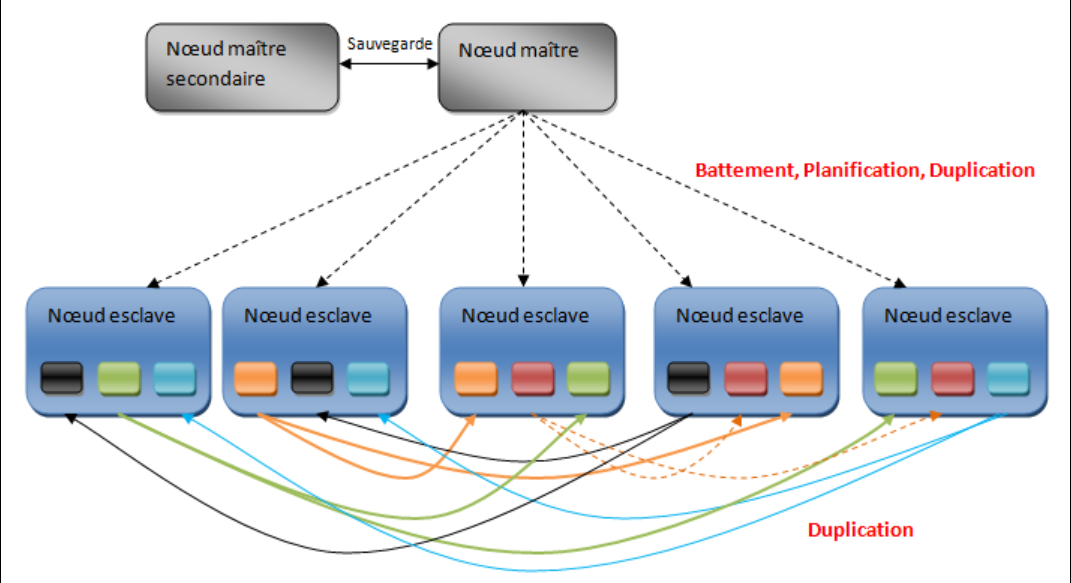 Nœud maître
secondaire
Sauvegarde
Nœud maître
Battement, Planification, Duplication
Nœud esclave
Nœud esclave
Nœud esclave
Nœud esclave
Nœud esclave
Duplication